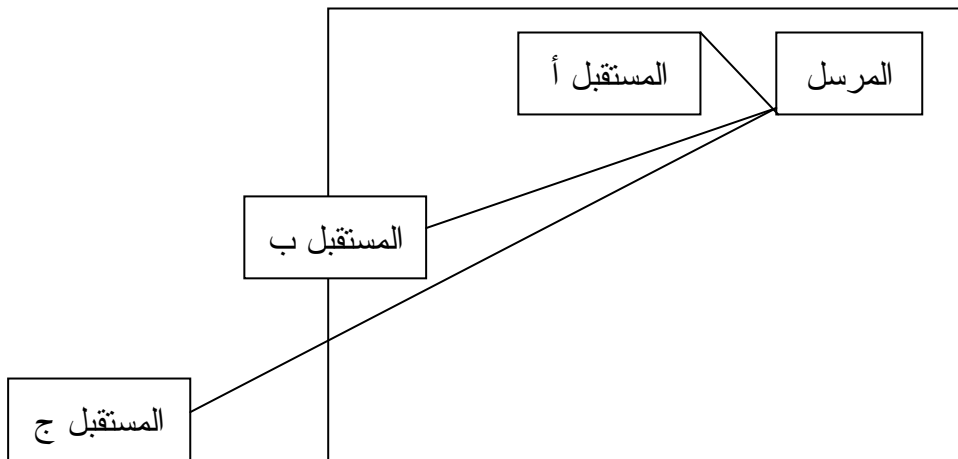 المرسل
المستقبل أ
المستقبل ب
المستقبل ج